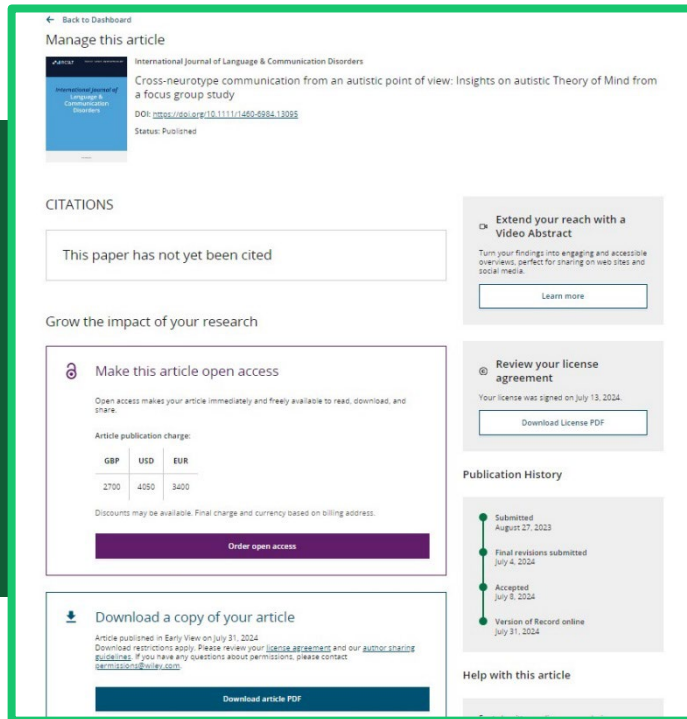 ← Back to Dashboard
Manage this article
International Journal of
Language &
Communication
Disorders
International Journal of Language & Communication Disorders
Cross-neurotype communication from an autistic point of view: Insights on autistic Theory of Mind from
a focus group study
DOI: https://doi.org/10.1111/1460-6984.13095
Status: Published
CITATIONS
This paper has not yet been cited
Grow the impact of your research
Make this article open access
Open access makes your article immediately and freely available to read, download, and
share.
Article publication charge:
GBP USD EUR
2700 4050 3400
Discounts may be available. Final charge and currency based on billing address.
Order open access
Download a copy of your article
Article published in Early View on July 31, 2024
Download restrictions apply. Please review your license agreement and our author sharing
guidelines. If you have any questions about permissions, please contact
permissions@wiley.com.
Download article PDF
Extend your reach with a
Video Abstract
Turn your findings into engaging and accessible
overviews, perfect for sharing on web sites and
social media.
Learn more
Review your license
agreement
Your license was signed on July 13, 2024.
Download License PDF
Publication History
Submitted
August 27, 2023
Final revisions submitted
July 4, 2024
Accepted
July 8, 2024
Version of Record online
July 31, 2024
Help with this article